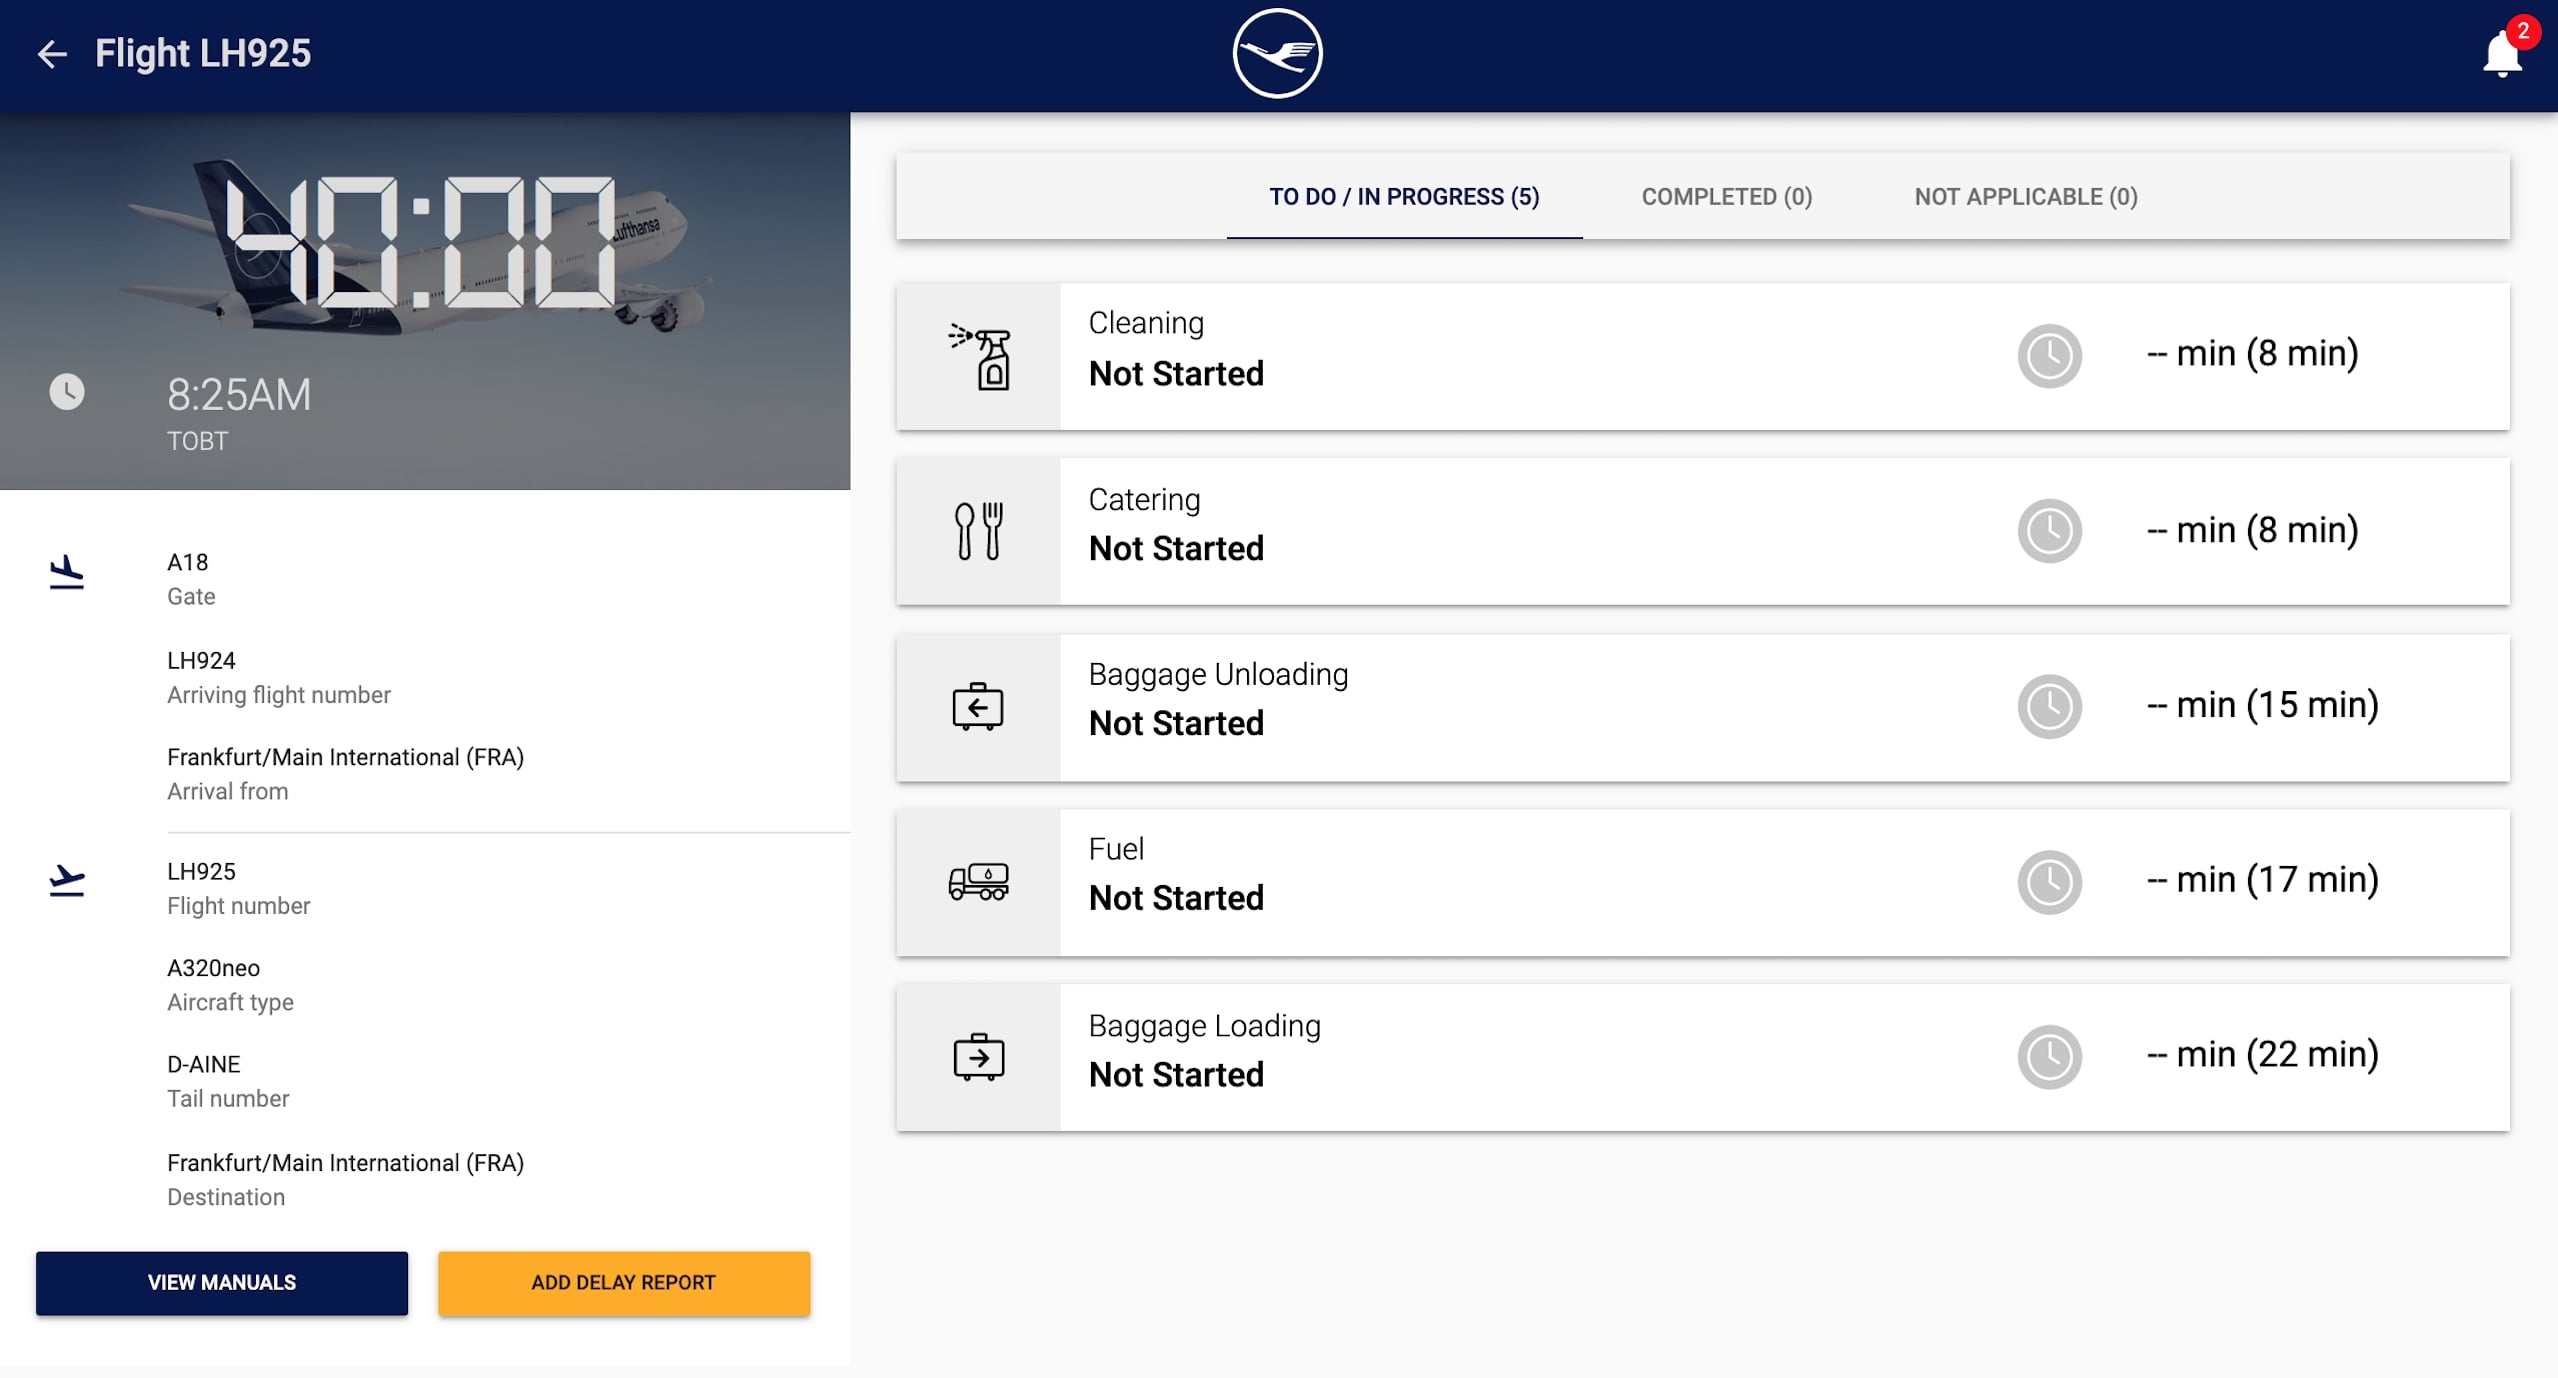 Flight LH925
2
40:00
Lufthansa
8:25AM
TOBT
A18
Gate
LH924
Arriving flight number
Frankfurt/Main International (FRA)
Arrival from
LH925
Flight number
A320neo
Aircraft type
D-AINE
Tail number
Frankfurt/Main International (FRA)
Destination
VIEW MANUALS
ADD DELAY REPORT
TO DO / IN PROGRESS (5)
COMPLETED (0)
NOT APPLICABLE (0)
Cleaning
Not Started
-- min (8 min)
Catering
Not Started
-- min (8 min)
Baggage Unloading
Not Started
-- min (15 min)
Fuel
Not Started
-- min (17 min)
Baggage Loading
Not Started
-- min (22 min)